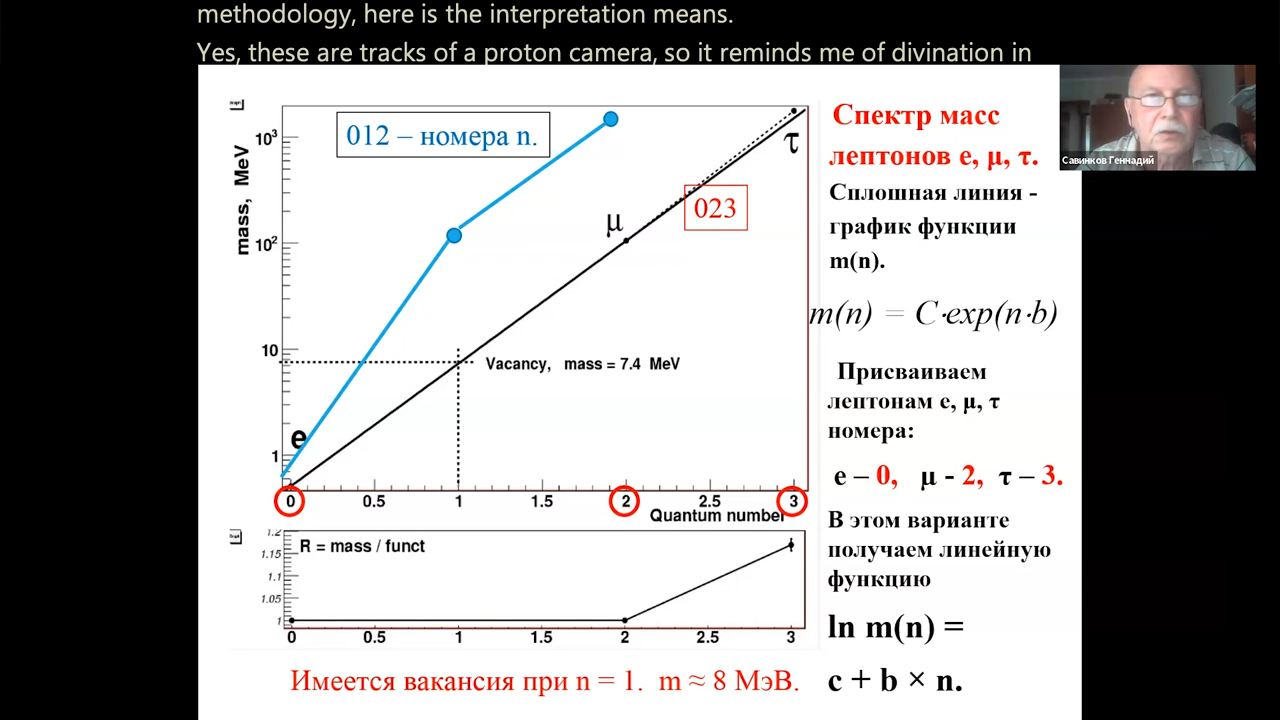 methodology, here is the interpretation means.
Yes, these are tracks of a proton camera, so it reminds me of divination in
Савинков Геннадий
012 – номера n.
mass, MeV
10³
10²
10
1
e
μ
τ
023
Vacancy, mass = 7.4 MeV
0 0.5 1 1.5 2 2.5 3
Quantum number
R = mass / funct
1.2
1.15
1.1
1.05
1
0 0.5 1 1.5 2 2.5 3
Имеется вакансия при n = 1. m ≈ 8 МэВ.
Спектр масс
лептонов e, μ, τ.
Сплошная линия -
график функции
m(n).
m(n) = C·exp(n·b)
Присваиваем
лептонам e, μ, τ
номера:
e – 0, μ - 2, τ – 3.
В этом варианте
получаем линейную
функцию
ln m(n) =
c + b × n.